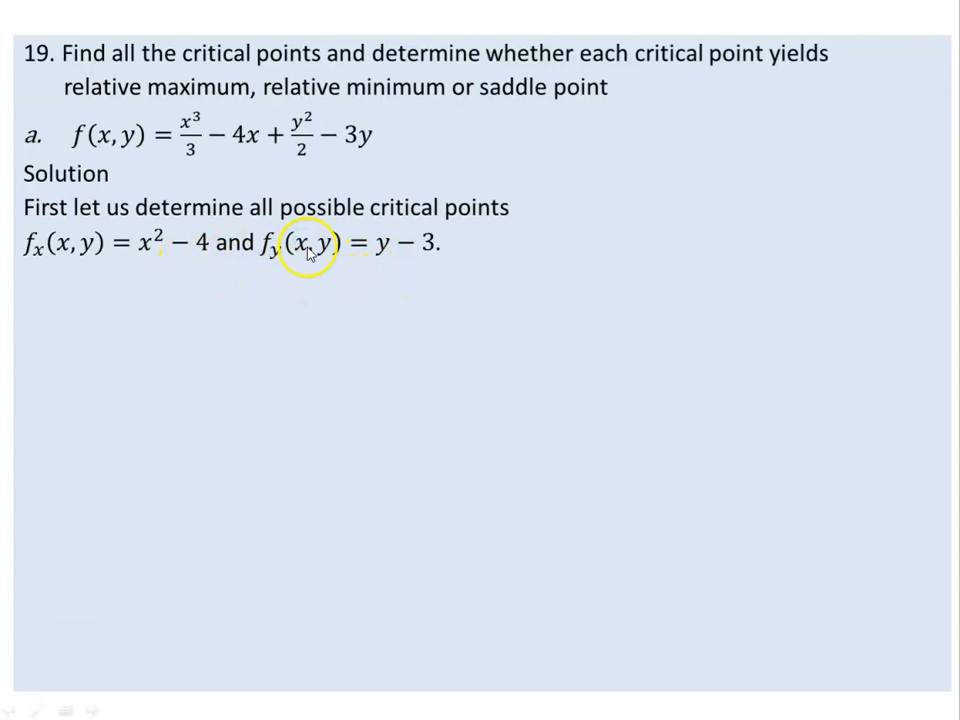 19. Find all the critical points and determine whether each critical point yields
relative maximum, relative minimum or saddle point
a. f(x, y) = x³/3 − 4x + y²/2 − 3y
Solution
First let us determine all possible critical points
fₓ(x, y) = x² − 4 and f_y(x, y) = y − 3.